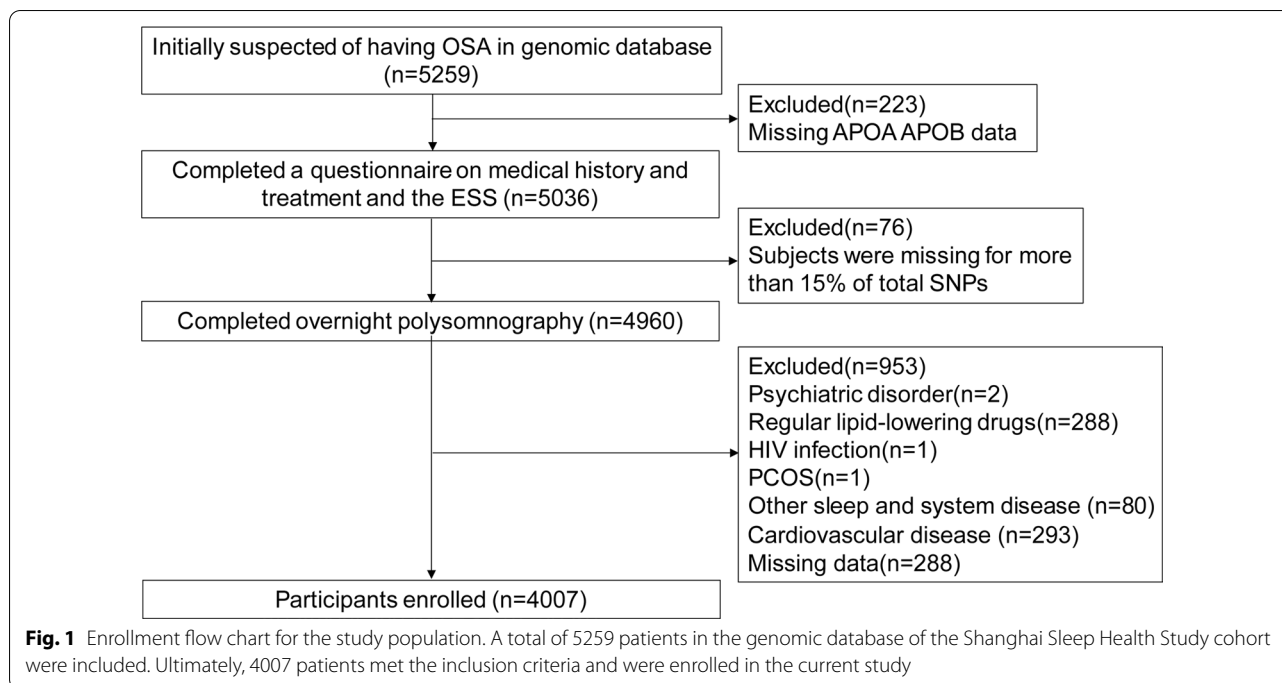 Initially suspected of having OSA in genomic database
(n=5259)
Excluded(n=223)
Missing APOA APOB data
Completed a questionnaire on medical history and
treatment and the ESS (n=5036)
Excluded(n=76)
Subjects were missing for more
than 15% of total SNPs
Completed overnight polysomnography (n=4960)
Excluded(n=953)
Psychiatric disorder(n=2)
Regular lipid-lowering drugs(n=288)
HIV infection(n=1)
PCOS(n=1)
Other sleep and system disease (n=80)
Cardiovascular disease (n=293)
Missing data(n=288)
Participants enrolled (n=4007)
Fig. 1 Enrollment flow chart for the study population. A total of 5259 patients in the genomic database of the Shanghai Sleep Health Study cohort
were included. Ultimately, 4007 patients met the inclusion criteria and were enrolled in the current study